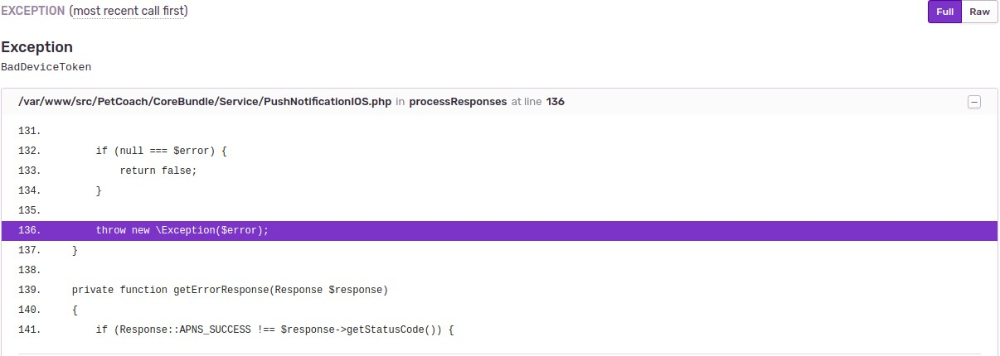 EXCEPTION (most recent call first)
Full Raw
Exception
BadDeviceToken
/var/www/src/PetCoach/CoreBundle/Service/PushNotificationIOS.php in processResponses at line 136
131.
132. if (null === $error) {
133. return false;
134. }
135.
136. throw new \Exception($error);
137. }
138.
139. private function getErrorResponse(Response $response)
140. {
141. if (Response::APNS_SUCCESS !== $response->getStatusCode()) {